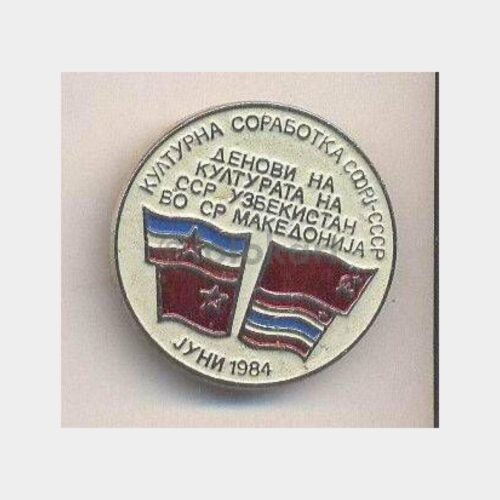 КУЛТУРНА СОРАБОТКА СФРЈ-СССР
ДЕНОВИ НА
КУЛТУРАТА НА
ССР УЗБЕКИСТАН
ВО СР МАКЕДОНИЈА
ЈУНИ 1984